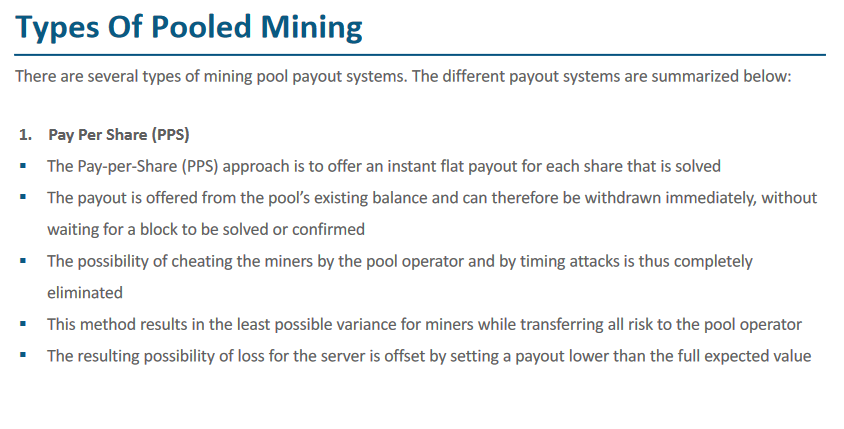 Types Of Pooled Mining
There are several types of mining pool payout systems. The different payout systems are summarized below:
1. Pay Per Share (PPS)
▪ The Pay-per-Share (PPS) approach is to offer an instant flat payout for each share that is solved
▪ The payout is offered from the pool’s existing balance and can therefore be withdrawn immediately, without
waiting for a block to be solved or confirmed
▪ The possibility of cheating the miners by the pool operator and by timing attacks is thus completely
eliminated
▪ This method results in the least possible variance for miners while transferring all risk to the pool operator
▪ The resulting possibility of loss for the server is offset by setting a payout lower than the full expected value